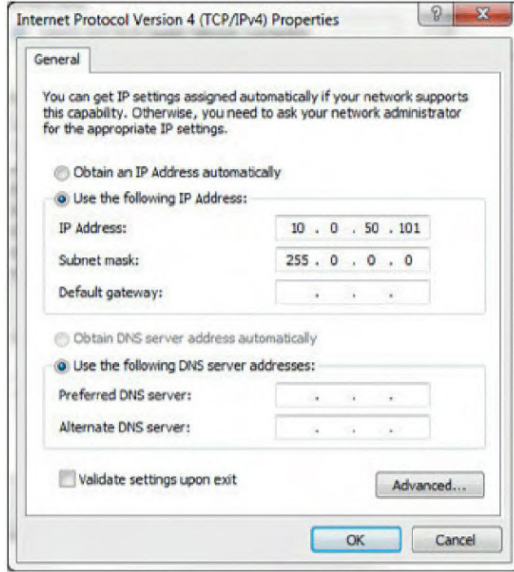 Internet Protocol Version 4 (TCP/IPv4) Properties
?
X
General
You can get IP settings assigned automatically if your network supports
this capability. Otherwise, you need to ask your network administrator
for the appropriate IP settings.
Obtain an IP Address automatically
Use the following IP Address:
IP Address: 10 . 0 . 50 . 101
Subnet mask: 255 . 0 . 0 . 0
Default gateway: . . .
Obtain DNS server address automatically
Use the following DNS server addresses:
Preferred DNS server: . . .
Alternate DNS server: . . .
Validate settings upon exit
Advanced...
OK
Cancel